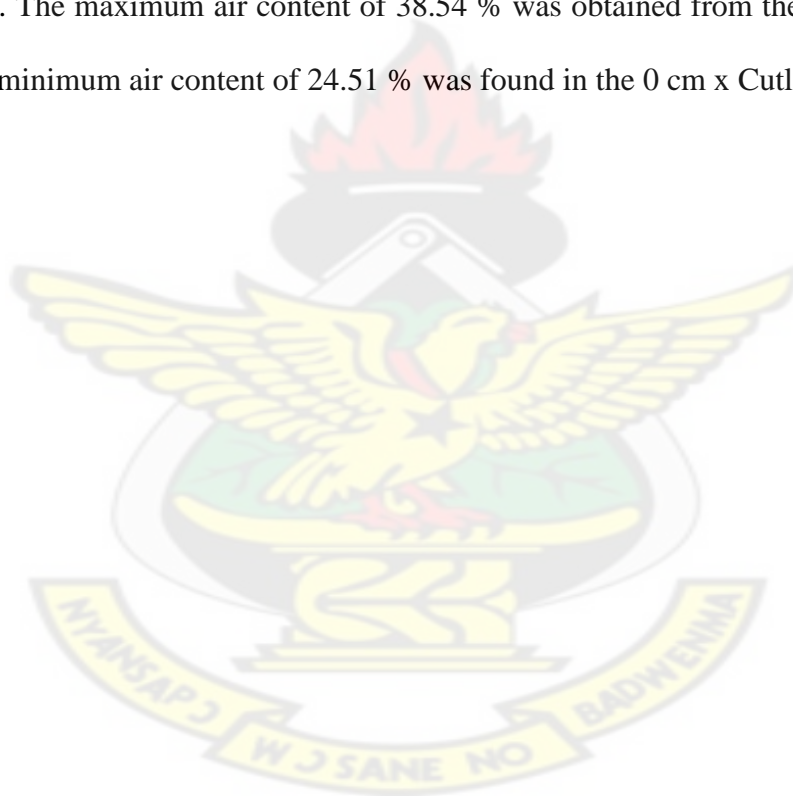 . The maximum air content of 38.54 % was obtained from the
minimum air content of 24.51 % was found in the 0 cm x Cutl
NYANSAPƆ WƆSANE NO BADWENMA